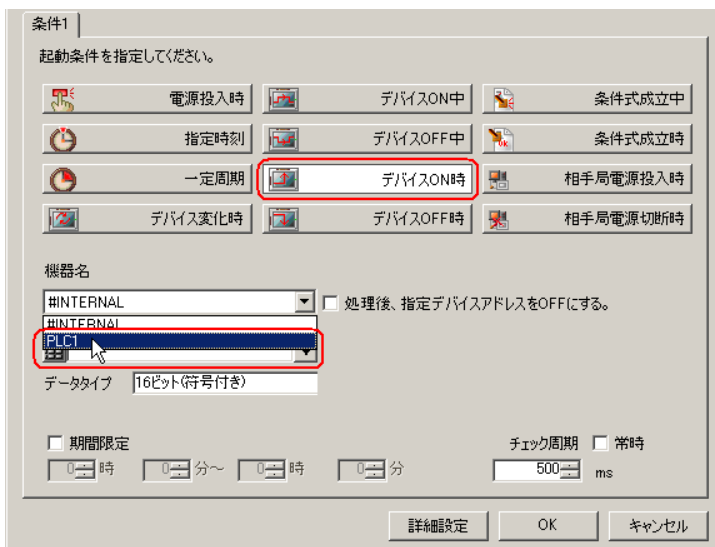 条件1
起動条件を指定してください。
電源投入時 デバイスON中 条件式成立中
指定時刻 デバイスOFF中 条件式成立時
一定周期 デバイスON時 相手局電源投入時
デバイス変化時 デバイスOFF時 相手局電源切断時
機器名
#INTERNAL 処理後、指定デバイスアドレスをOFFにする。
#INTERNAL
PLC1
データタイプ 16ビット(符号付き)
期間限定 チェック周期 常時
0 時 0 分～ 0 時 0 分 500 ms
詳細設定 OK キャンセル